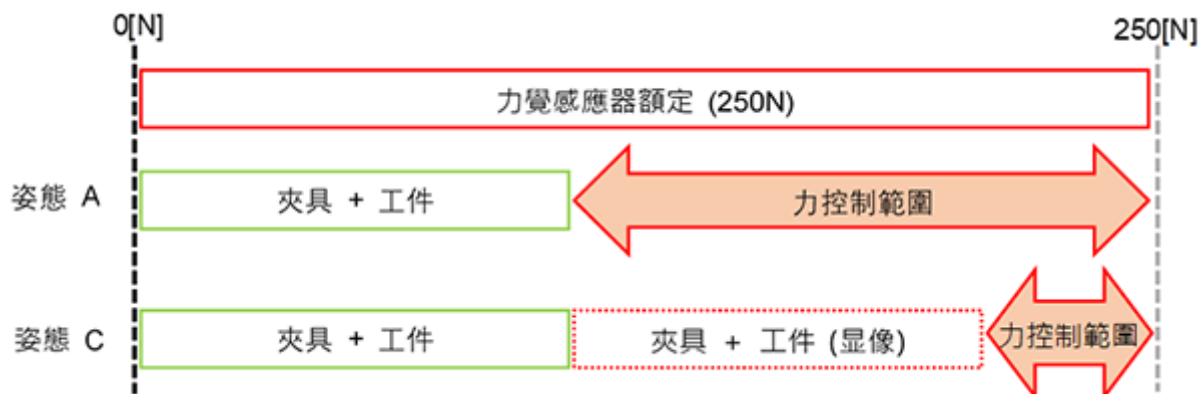 0[N]
250[N]
力覺感應器額定 (250N)
姿態 A
夾具 + 工件
力控制範圍
姿態 C
夾具 + 工件
夾具 + 工件 (显像)
力控制範圍